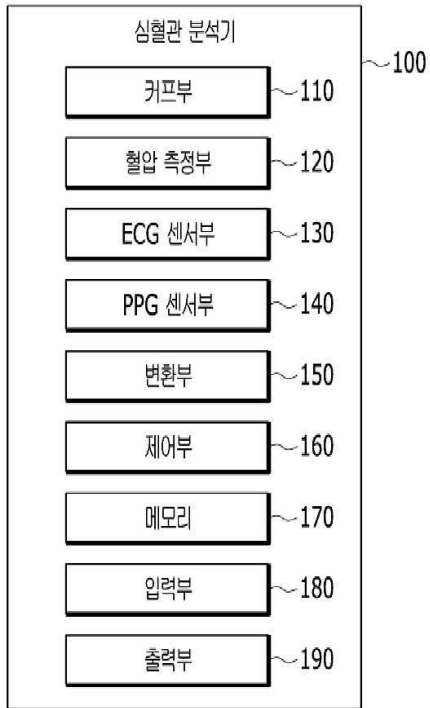 심혈관 분석기
100
커프부 110
혈압 측정부 120
ECG 센서부 130
PPG 센서부 140
변환부 150
제어부 160
메모리 170
입력부 180
출력부 190